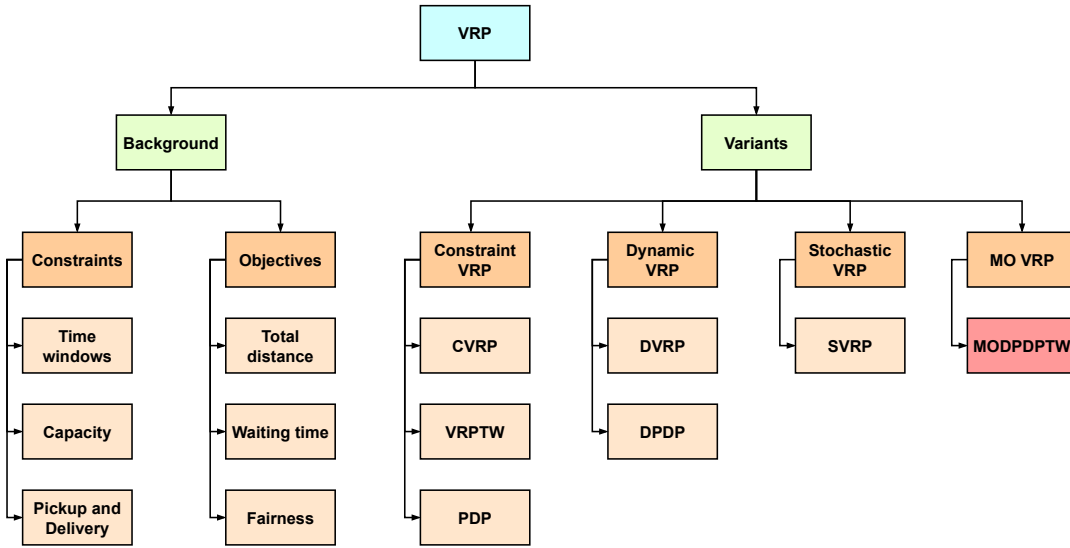 VRP
Background
Variants
Constraints
Objectives
Constraint
VRP
Dynamic
VRP
Stochastic
VRP
MO VRP
Time
windows
Total
distance
CVRP
DVRP
SVRP
MODPDPTW
Capacity
Waiting time
VRPTW
DPDP
Pickup and
Delivery
Fairness
PDP